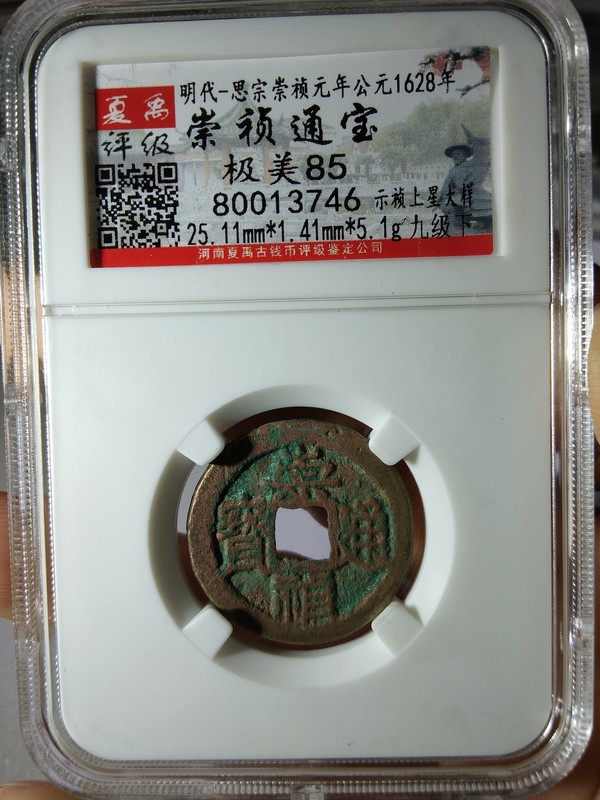 夏禹
评级
明代-思宗崇祯元年公元1628年
崇祯通宝
极美85
80013746 示祯上星大样
25.11mm*1.41mm*5.1g 九级下
河南夏禹古钱币评级鉴定公司
崇
寶 通
禎